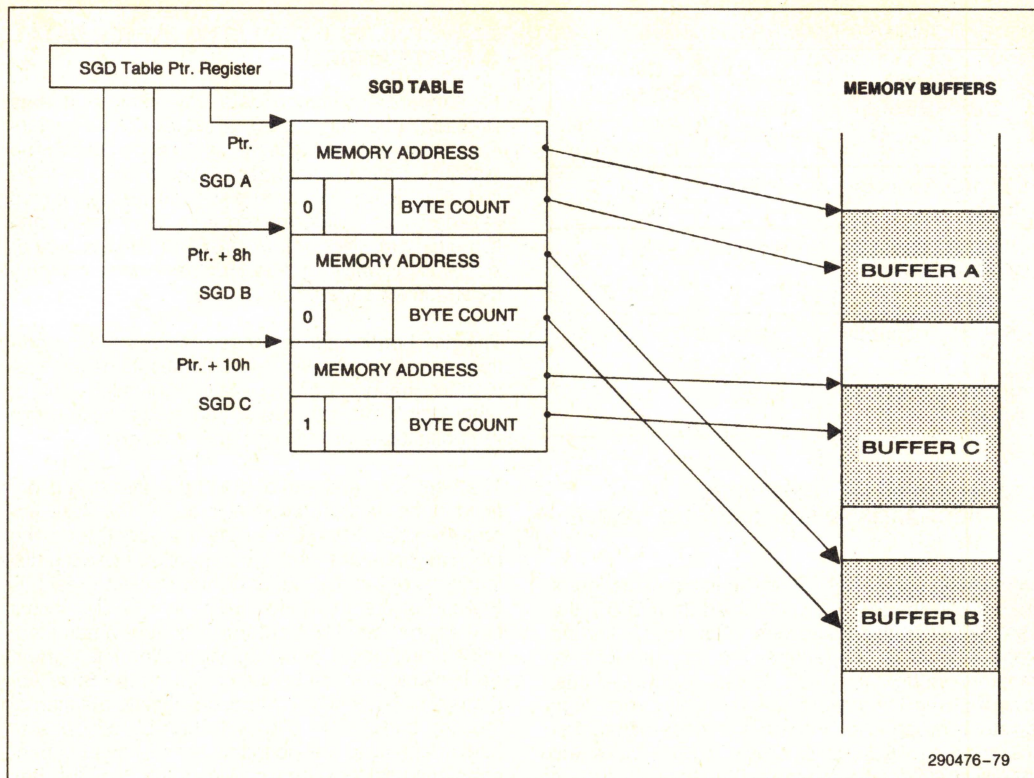 SGD Table Ptr. Register
SGD TABLE
MEMORY BUFFERS
Ptr.
SGD A
MEMORY ADDRESS
0
BYTE COUNT
Ptr. + 8h
SGD B
MEMORY ADDRESS
0
BYTE COUNT
Ptr. + 10h
SGD C
MEMORY ADDRESS
1
BYTE COUNT
BUFFER A
BUFFER C
BUFFER B
290476–79